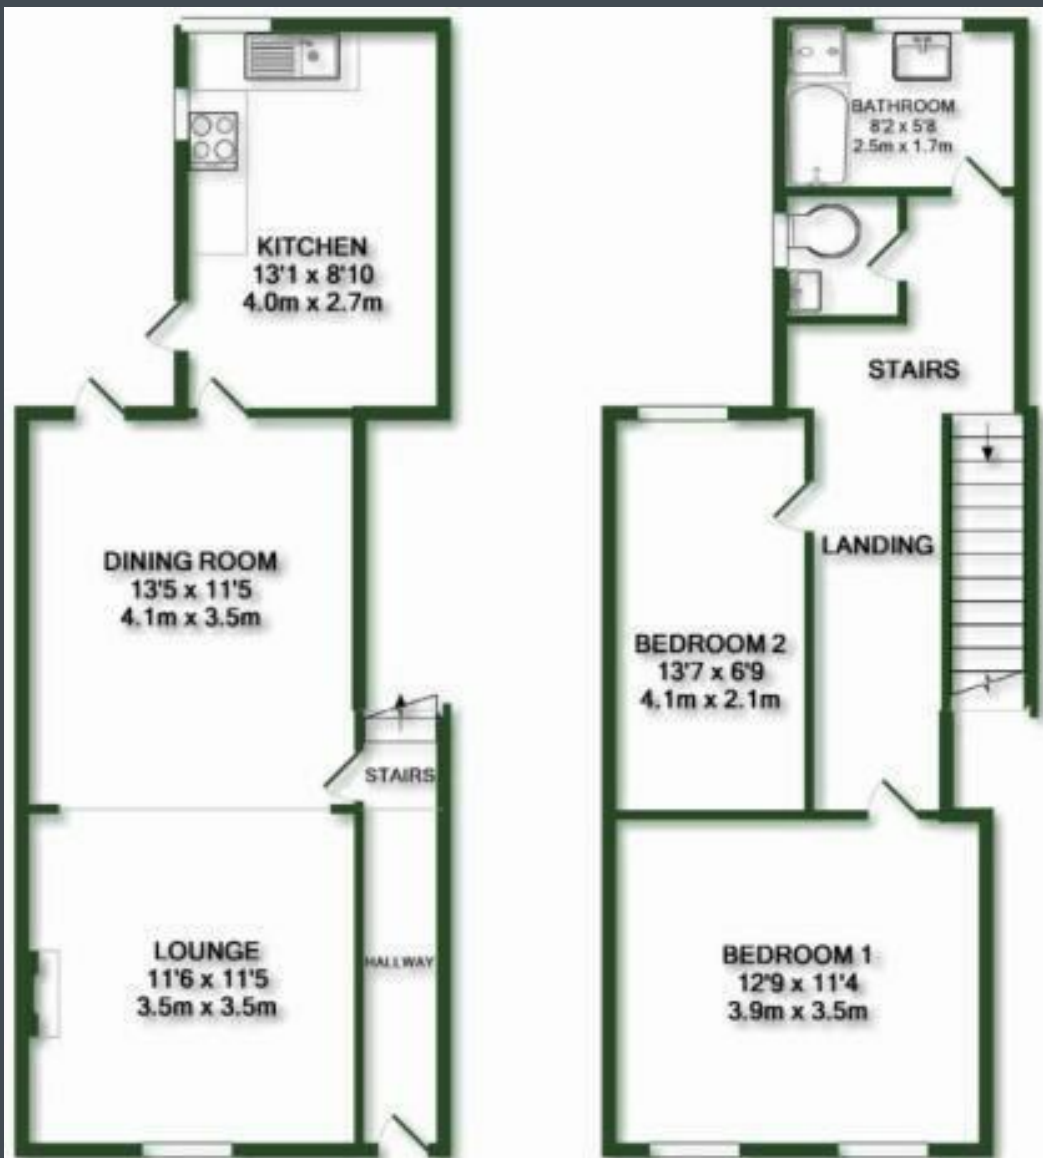 KITCHEN
13'1 x 8'10
4.0m x 2.7m
DINING ROOM
13'5 x 11'5
4.1m x 3.5m
STAIRS
LOUNGE
11'6 x 11'5
3.5m x 3.5m
HALLWAY
BATHROOM
8'2 x 5'8
2.5m x 1.7m
STAIRS
LANDING
BEDROOM 2
13'7 x 6'9
4.1m x 2.1m
BEDROOM 1
12'9 x 11'4
3.9m x 3.5m